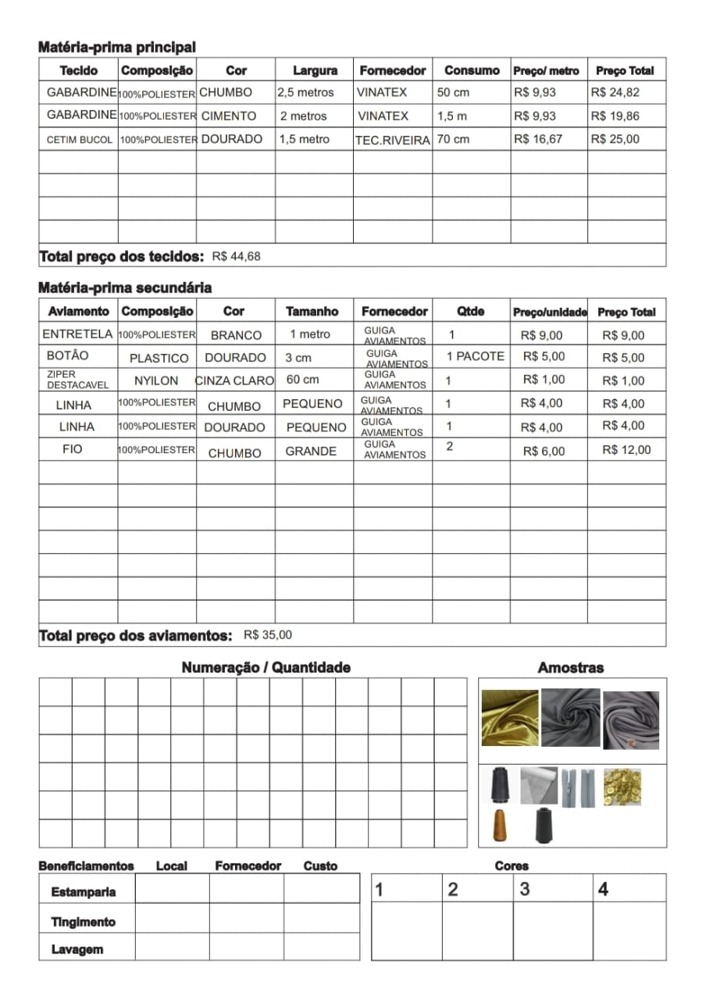 Matéria-prima principal
Tecido Composição Cor Largura Fornecedor Consumo Preço/ metro Preço Total
GABARDINE 100%POLIESTER CHUMBO 2,5 metros VINATEX 50 cm R$ 9,93 R$ 24,82
GABARDINE 100%POLIESTER CIMENTO 2 metros VINATEX 1,5 m R$ 9,93 R$ 19,86
CETIM BUCOL 100%POLIESTER DOURADO 1,5 metro TEC.RIVEIRA 70 cm R$ 16,67 R$ 25,00
Total preço dos tecidos: R$ 44,68
Matéria-prima secundária
Aviamento Composição Cor Tamanho Fornecedor Qtde Preço/unidade Preço Total
ENTRETELA 100%POLIESTER BRANCO 1 metro GUIGA AVIAMENTOS 1 R$ 9,00 R$ 9,00
BOTÂO PLASTICO DOURADO 3 cm GUIGA AVIAMENTOS 1 PACOTE R$ 5,00 R$ 5,00
ZIPER DESTACAVEL NYILON CINZA CLARO 60 cm GUIGA AVIAMENTOS 1 R$ 1,00 R$ 1,00
LINHA 100%POLIESTER CHUMBO PEQUENO GUIGA AVIAMENTOS 1 R$ 4,00 R$ 4,00
LINHA 100%POLIESTER DOURADO PEQUENO GUIGA AVIAMENTOS 1 R$ 4,00 R$ 4,00
FIO 100%POLIESTER CHUMBO GRANDE GUIGA AVIAMENTOS 2 R$ 6,00 R$ 12,00
Total preço dos aviamentos: R$ 35,00
Numeração / Quantidade Amostras
Beneficiamentos Local Fornecedor Custo Cores
Estamparia 1 2 3 4
Tingimento
Lavagem